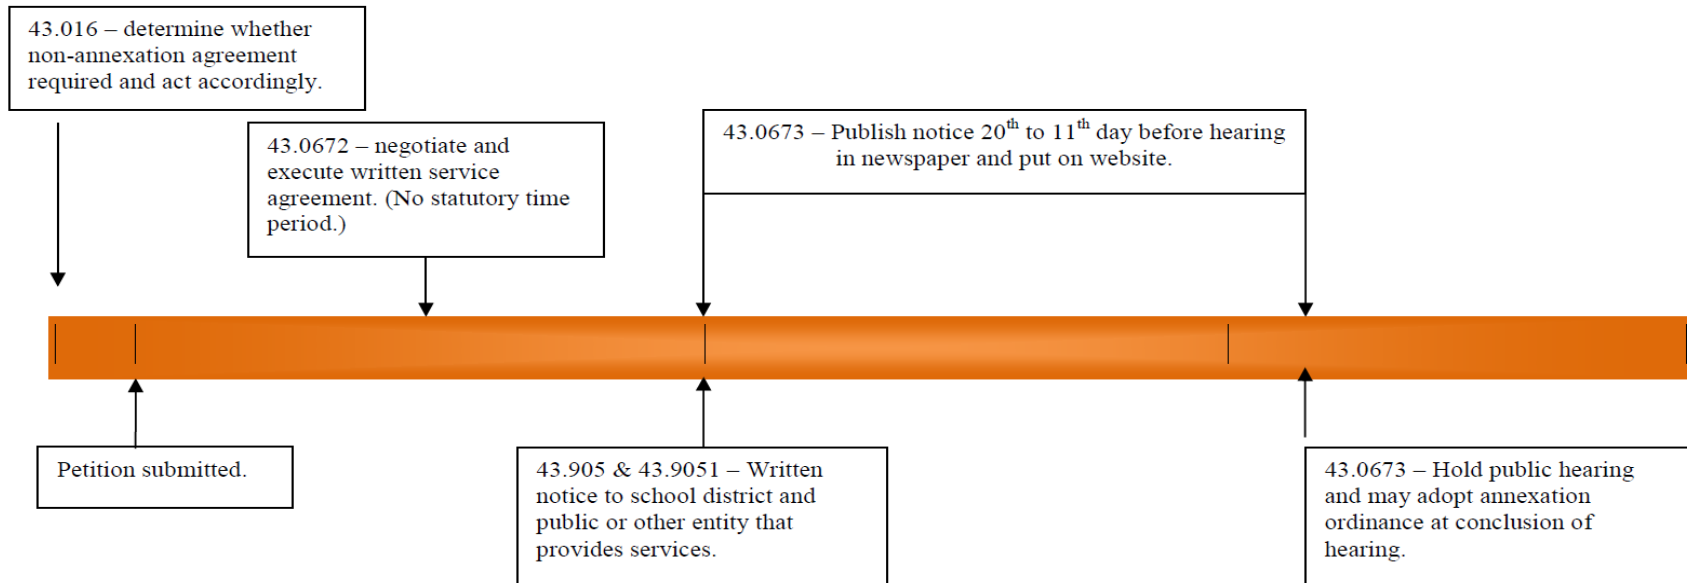 43.016 – determine whether
non-annexation agreement
required and act accordingly.
43.0672 – negotiate and
execute written service
agreement. (No statutory time
period.)
43.0673 – Publish notice 20th to 11th day before hearing
in newspaper and put on website.
Petition submitted.
43.905 & 43.9051 – Written
notice to school district and
public or other entity that
provides services.
43.0673 – Hold public hearing
and may adopt annexation
ordinance at conclusion of
hearing.